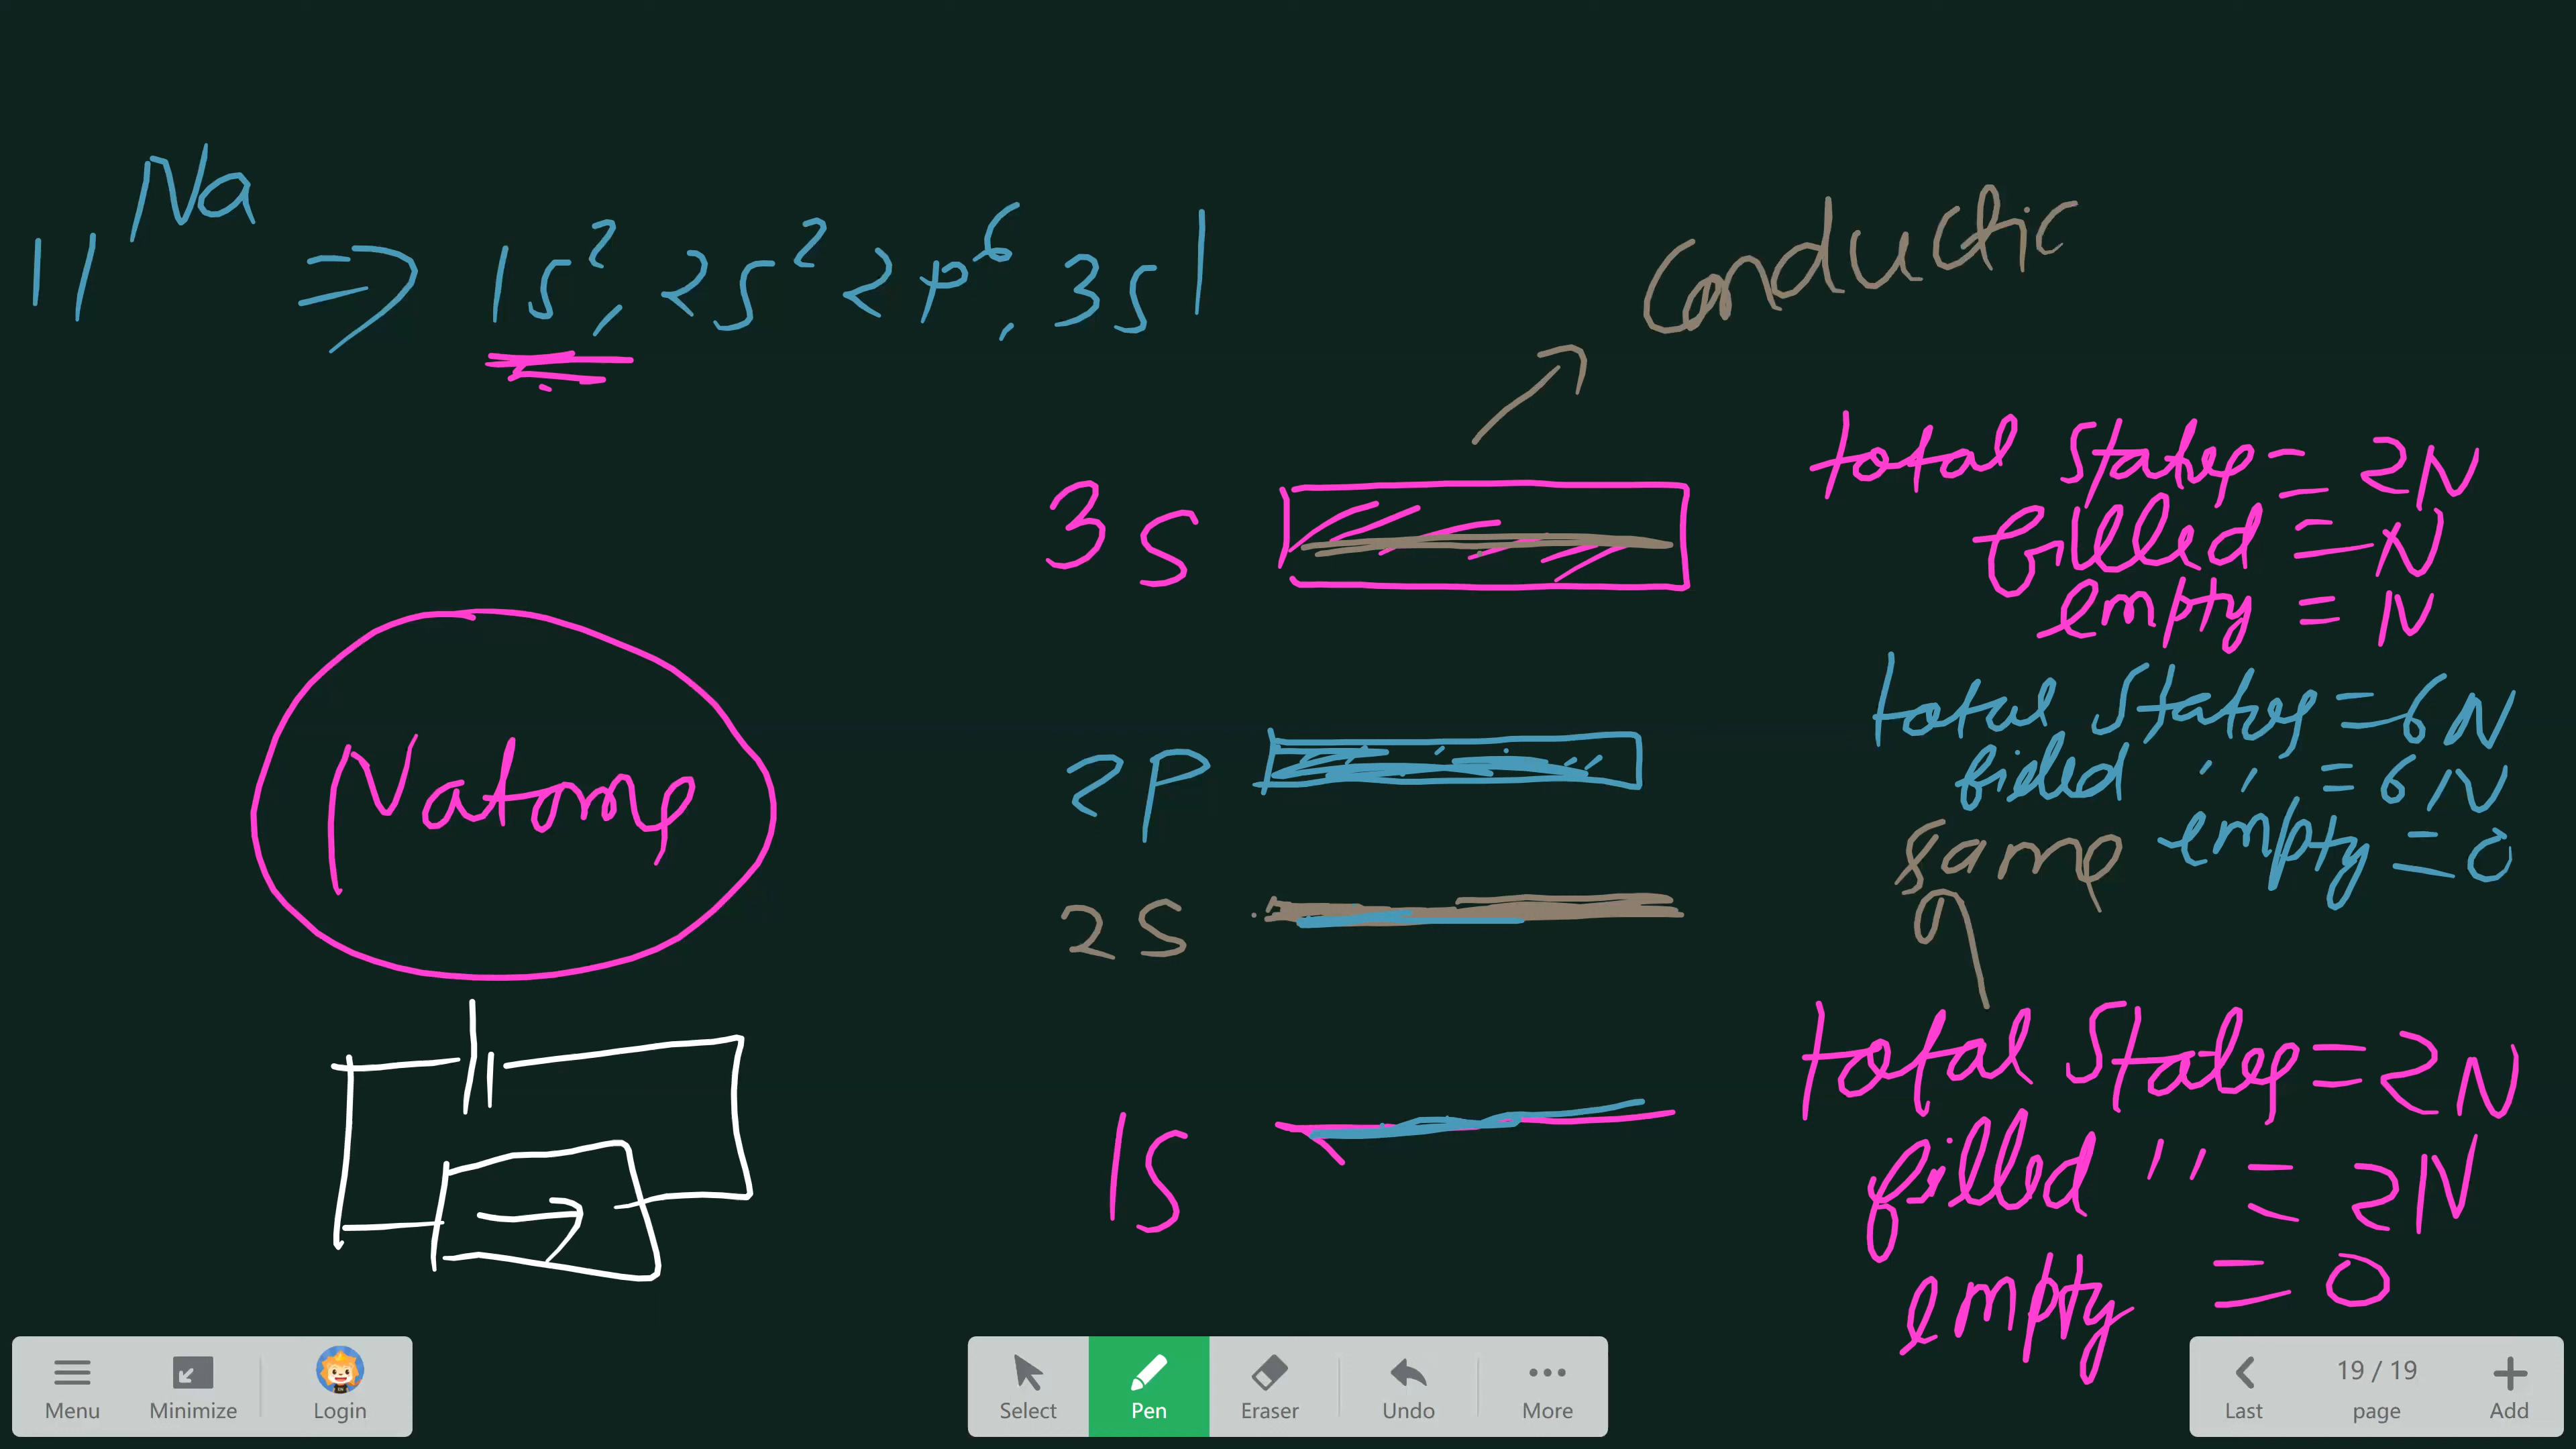 11 Na ⇒ 1s², 2s² 2p⁶, 3s¹
Conductio
3s
total states = 2N
filled = N
empty = N
N atoms
2p
total states = 6N
filled " = 6N
empty = 0
same
2s
1s
total states = 2N
filled " = 2N
empty = 0
Menu Minimize Login
Select Pen Eraser Undo More
Last 19 / 19 page Add